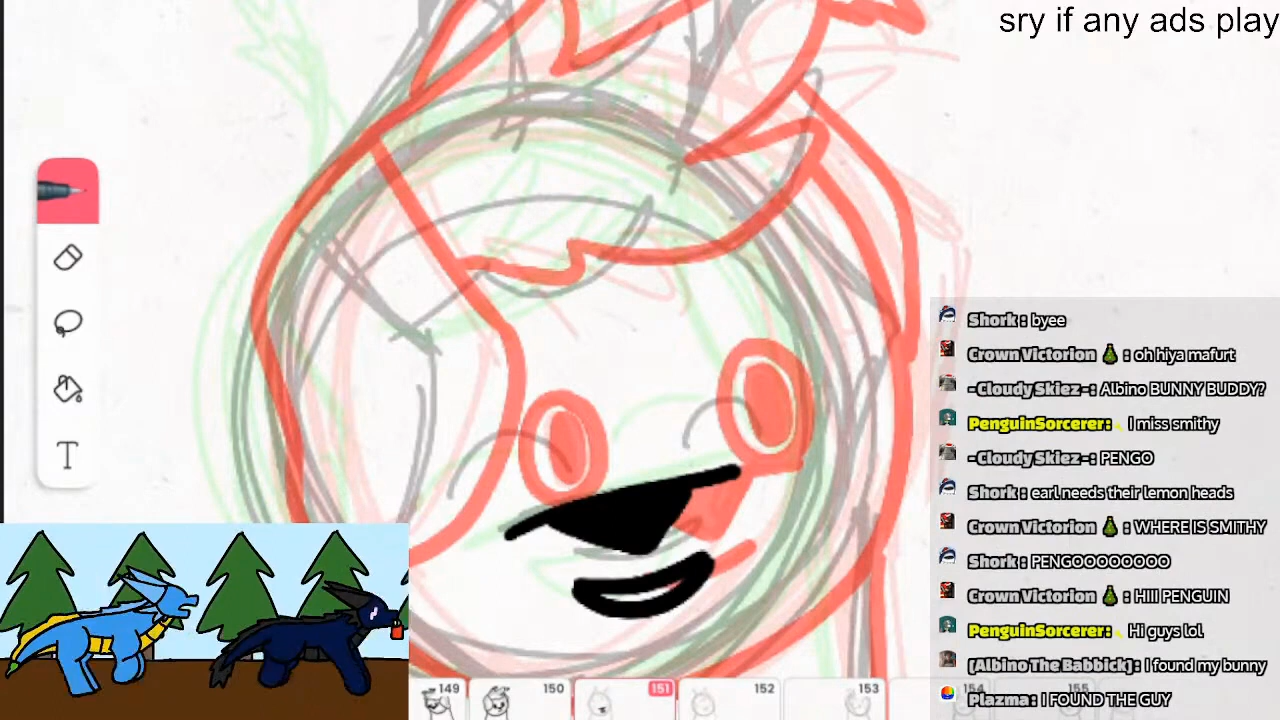 sry if any ads play
Shork : byee
Crown Victorion : oh hiya mafurt
- Cloudy Skiez - : Albino BUNNY BUDDY?
PenguinSorcerer: I miss smithy
- Cloudy Skiez - : PENGO
Shork : earl needs their lemon heads
Crown Victorion : WHERE IS SMITHY
Shork : PENGOOOOOOOO
Crown Victorion : HIII PENGUIN
PenguinSorcerer: Hi guys lol
[Albino The Babbick] : I found my bunny
Plazma : I FOUND THE GUY
T
149 150 151 152 153 154 155